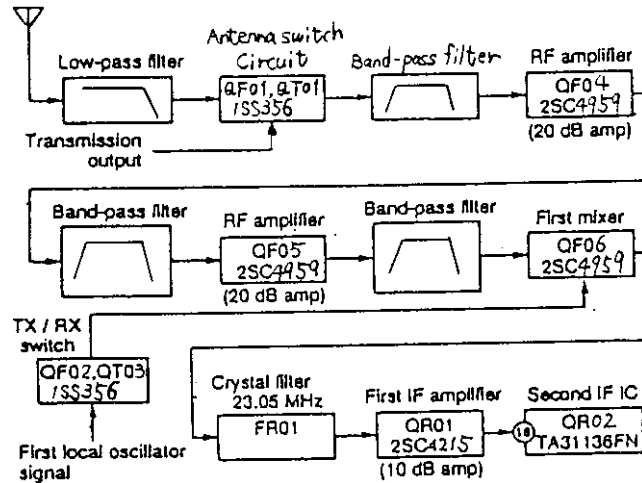 Low-pass filter
Antenna switch
Circuit
QF01, QT01
1SS356
Band-pass filter
RF amplifier
QF04
2SC4959
(20 dB amp)
Transmission
output
Band-pass filter
RF amplifier
QF05
2SC4959
(20 dB amp)
Band-pass filter
First mixer
QF06
2SC4959
TX / RX
switch
QF02,QT03
1SS356
First local oscillator
signal
Crystal filter
23.05 MHz
FR01
First IF amplifier
QR01
2SC4215
(10 dB amp)
Second IF IC
16
QR02
TA31136FN